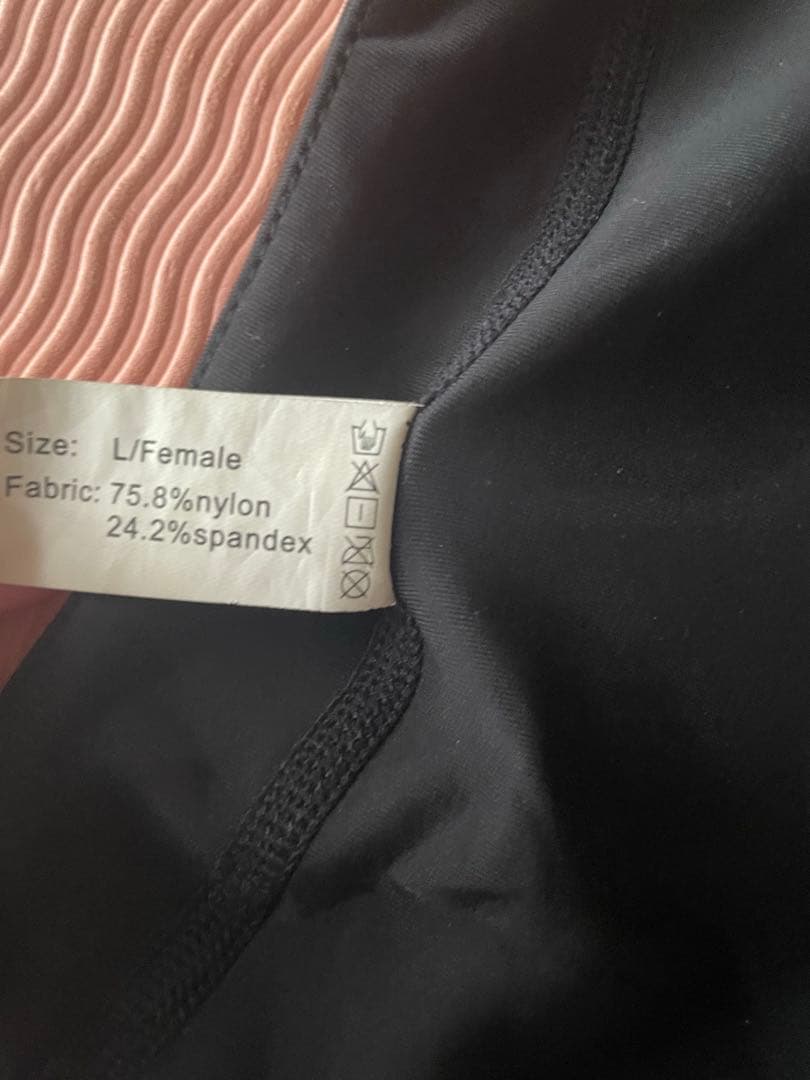 Size: L/Female
Fabric: 75.8%nylon
24.2%spandex